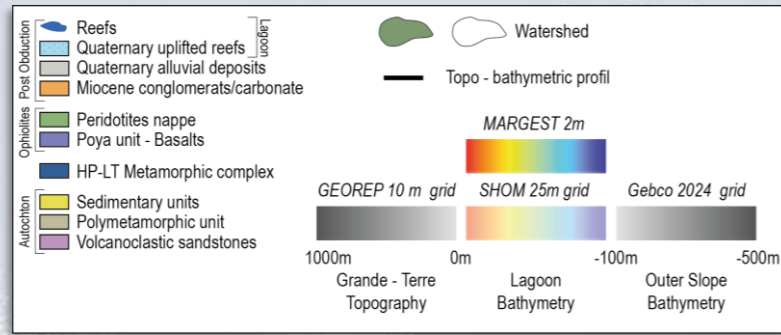 Post Obduction
Reefs
Quaternary uplifted reefs
Lagoon
Quaternary alluvial deposits
Miocene conglomerats/carbonate
Ophiolites
Peridotites nappe
Poya unit - Basalts
HP-LT Metamorphic complex
Autochton
Sedimentary units
Polymetamorphic unit
Volcanoclastic sandstones
Watershed
Topo - bathymetric profil
MARGEST 2m
GEOREP 10 m grid
SHOM 25m grid
Gebco 2024 grid
1000m
0m
-100m
-500m
Grande - Terre
Topography
Lagoon
Bathymetry
Outer Slope
Bathymetry